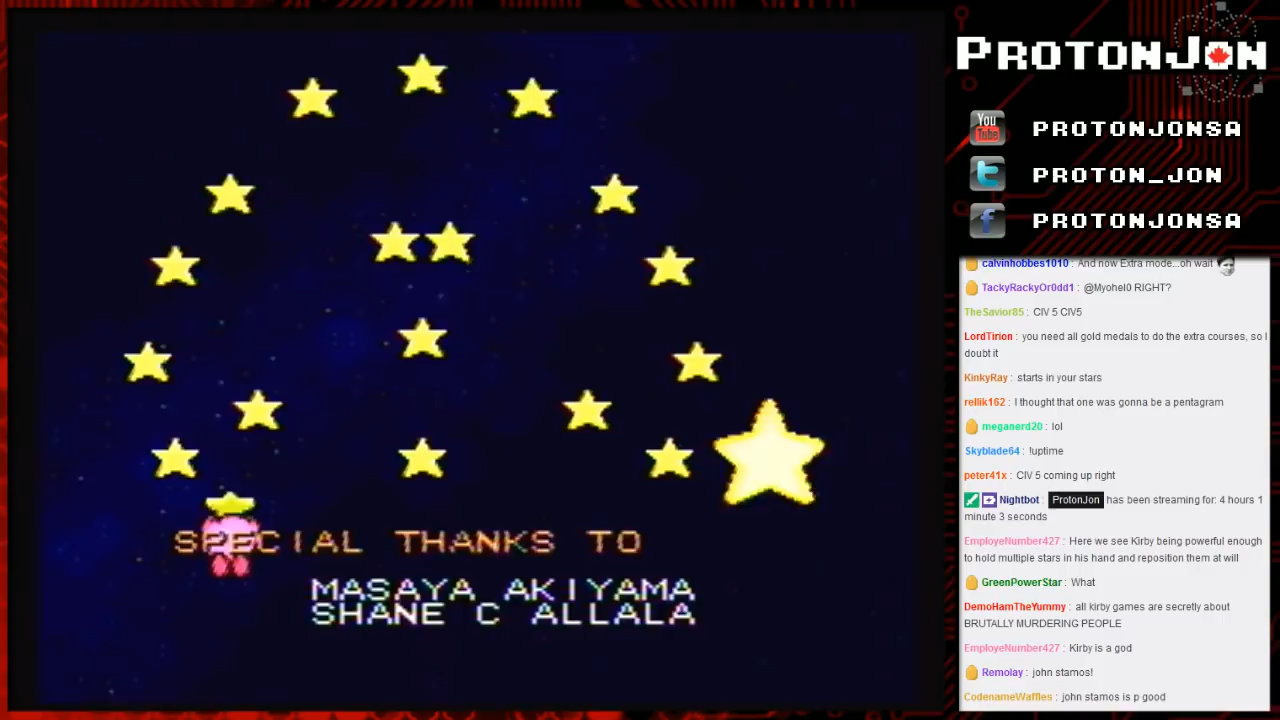 SPECIAL THANKS TO
MASAYA AKIYAMA
SHANE C ALLALA
PROTONJON
You
Tube
PROTONJONSA
PROTON_JON
PROTONJONSA
calvinhobbes1010 : And now Extra mode...oh wait
TackyRackyOr0dd1 : @Myohel0 RIGHT?
TheSavior85 : CIV 5 CIV5
LordTirion : you need all gold medals to do the extra courses, so I
doubt it
KinkyRay : starts in your stars
rellik162 : I thought that one was gonna be a pentagram
meganerd20 : lol
Skyblade64 : !uptime
peter41x : CIV 5 coming up right
Nightbot : ProtonJon has been streaming for: 4 hours 1
minute 3 seconds
EmployeNumber427 : Here we see Kirby being powerful enough
to hold multiple stars in his hand and reposition them at will
GreenPowerStar : What
DemoHamTheYummy : all kirby games are secretly about
BRUTALLY MURDERING PEOPLE
EmployeNumber427 : Kirby is a god
Remolay : john stamos!
CodenameWaffles : john stamos is p good